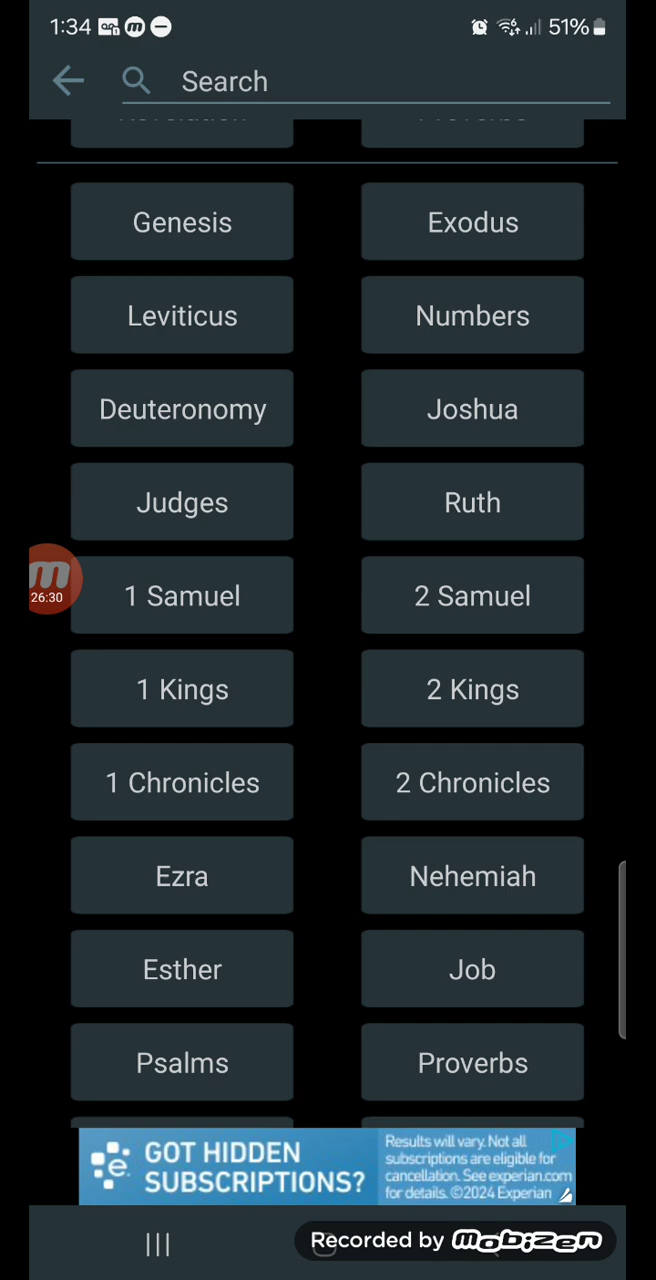 1:34
51%
Search
Genesis
Exodus
Leviticus
Numbers
Deuteronomy
Joshua
Judges
Ruth
m
26:30
1 Samuel
2 Samuel
1 Kings
2 Kings
1 Chronicles
2 Chronicles
Ezra
Nehemiah
Esther
Job
Psalms
Proverbs
e
GOT HIDDEN
SUBSCRIPTIONS?
Results will vary. Not all
subscriptions are eligible for
cancellation. See experian.com
for details. ©2024 Experian
Recorded by mobizen